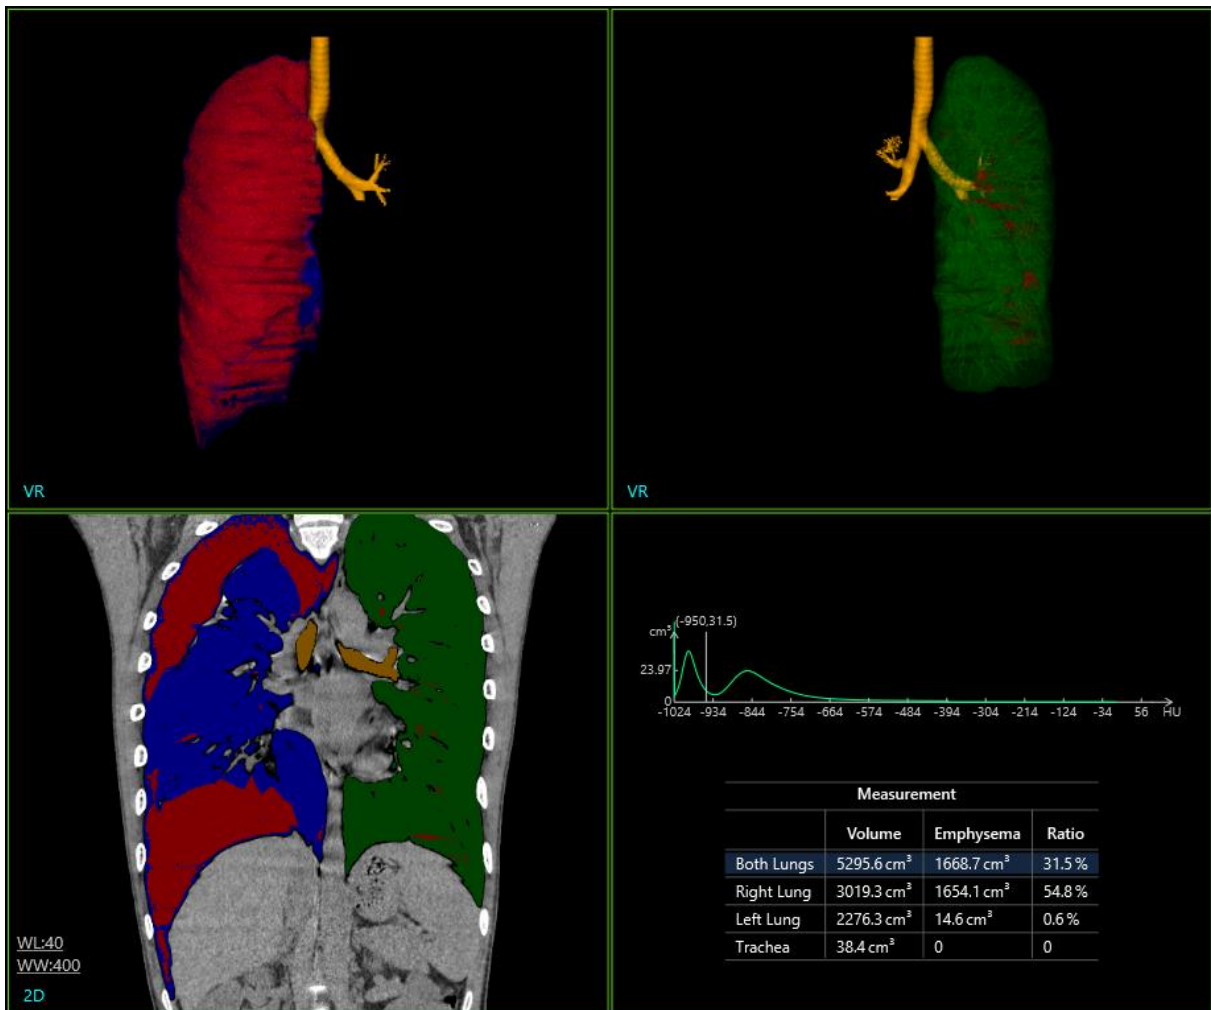 VR
VR
WL:40
WW:400
2D
(-950,31.5)
cm³
23.97
0
-1024 -934 -844 -754 -664 -574 -484 -394 -304 -214 -124 -34 56 HU
Measurement
Volume Emphysema Ratio
Both Lungs 5295.6 cm³ 1668.7 cm³ 31.5 %
Right Lung 3019.3 cm³ 1654.1 cm³ 54.8 %
Left Lung 2276.3 cm³ 14.6 cm³ 0.6 %
Trachea 38.4 cm³ 0 0